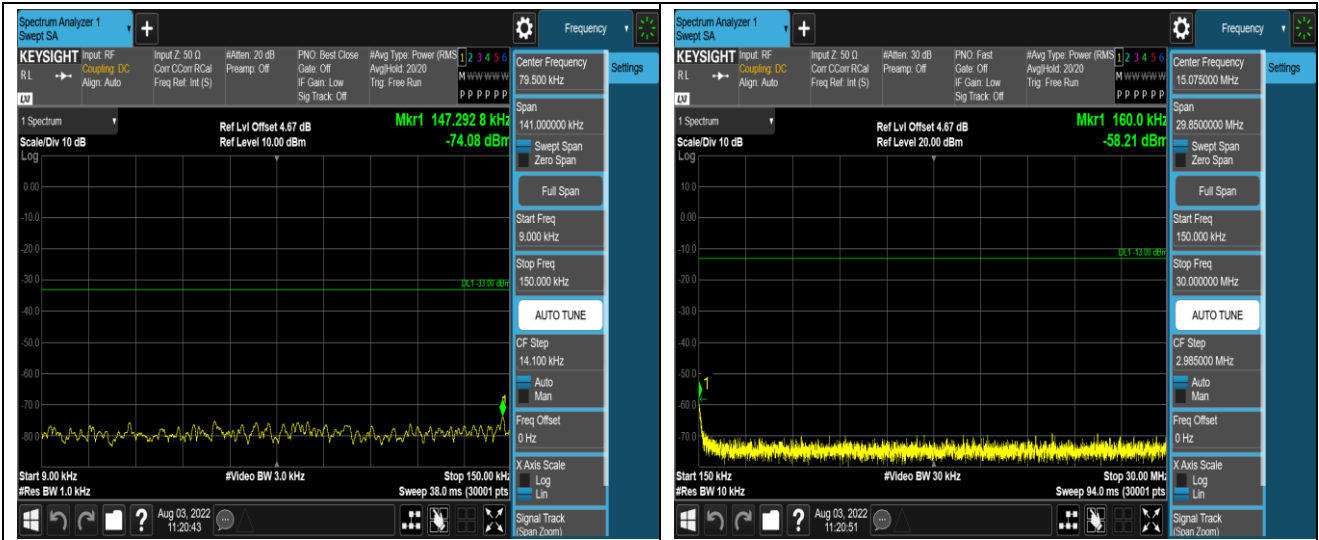 Spectrum Analyzer 1
Swept SA
+
Frequency
KEYSIGHT
RL
LXI
Input: RF
Coupling: DC
Align: Auto
Input Z: 50 Ω
Corr CCorr RCal
Freq Ref: Int (S)
#Atten: 20 dB
Preamp: Off
PNO: Best Close
Gate: Off
IF Gain: Low
Sig Track: Off
#Avg Type: Power (RMS
Avg|Hold: 20/20
Trig: Free Run
1 2 3 4 5 6
M W W W W W
P P P P P P
1 Spectrum
Scale/Div 10 dB
Log
Ref Lvl Offset 4.67 dB
Ref Level 10.00 dBm
Mkr1 147.292 8 kHz
-74.08 dBm
0.00
-10.0
-20.0
-30.0
DL1 -33.00 dBm
-40.0
-50.0
-60.0
-70.0
1
-80.0
Start 9.00 kHz
#Res BW 1.0 kHz
#Video BW 3.0 kHz
Stop 150.00 kHz
Sweep 38.0 ms (30001 pts
Center Frequency
79.500 kHz
Settings
Span
141.000000 kHz
Swept Span
Zero Span
Full Span
Start Freq
9.000 kHz
Stop Freq
150.000 kHz
AUTO TUNE
CF Step
14.100 kHz
Auto
Man
Freq Offset
0 Hz
X Axis Scale
Log
Lin
Signal Track
(Span Zoom)
?
Aug 03, 2022
11:20:43
Spectrum Analyzer 1
Swept SA
+
Frequency
KEYSIGHT
RL
LXI
Input: RF
Coupling: DC
Align: Auto
Input Z: 50 Ω
Corr CCorr RCal
Freq Ref: Int (S)
#Atten: 30 dB
Preamp: Off
PNO: Fast
Gate: Off
IF Gain: Low
Sig Track: Off
#Avg Type: Power (RMS
Avg|Hold: 20/20
Trig: Free Run
1 2 3 4 5 6
M W W W W W
P P P P P P
1 Spectrum
Scale/Div 10 dB
Log
Ref Lvl Offset 4.67 dB
Ref Level 20.00 dBm
Mkr1 160.0 kHz
-58.21 dBm
10.0
0.00
-10.0
DL1 -13.00 dBm
-20.0
-30.0
-40.0
-50.0
1
-60.0
-70.0
Start 150 kHz
#Res BW 10 kHz
#Video BW 30 kHz
Stop 30.00 MHz
Sweep 94.0 ms (30001 pts
Center Frequency
15.075000 MHz
Settings
Span
29.8500000 MHz
Swept Span
Zero Span
Full Span
Start Freq
150.000 kHz
Stop Freq
30.000000 MHz
AUTO TUNE
CF Step
2.985000 MHz
Auto
Man
Freq Offset
0 Hz
X Axis Scale
Log
Lin
Signal Track
(Span Zoom)
?
Aug 03, 2022
11:20:51